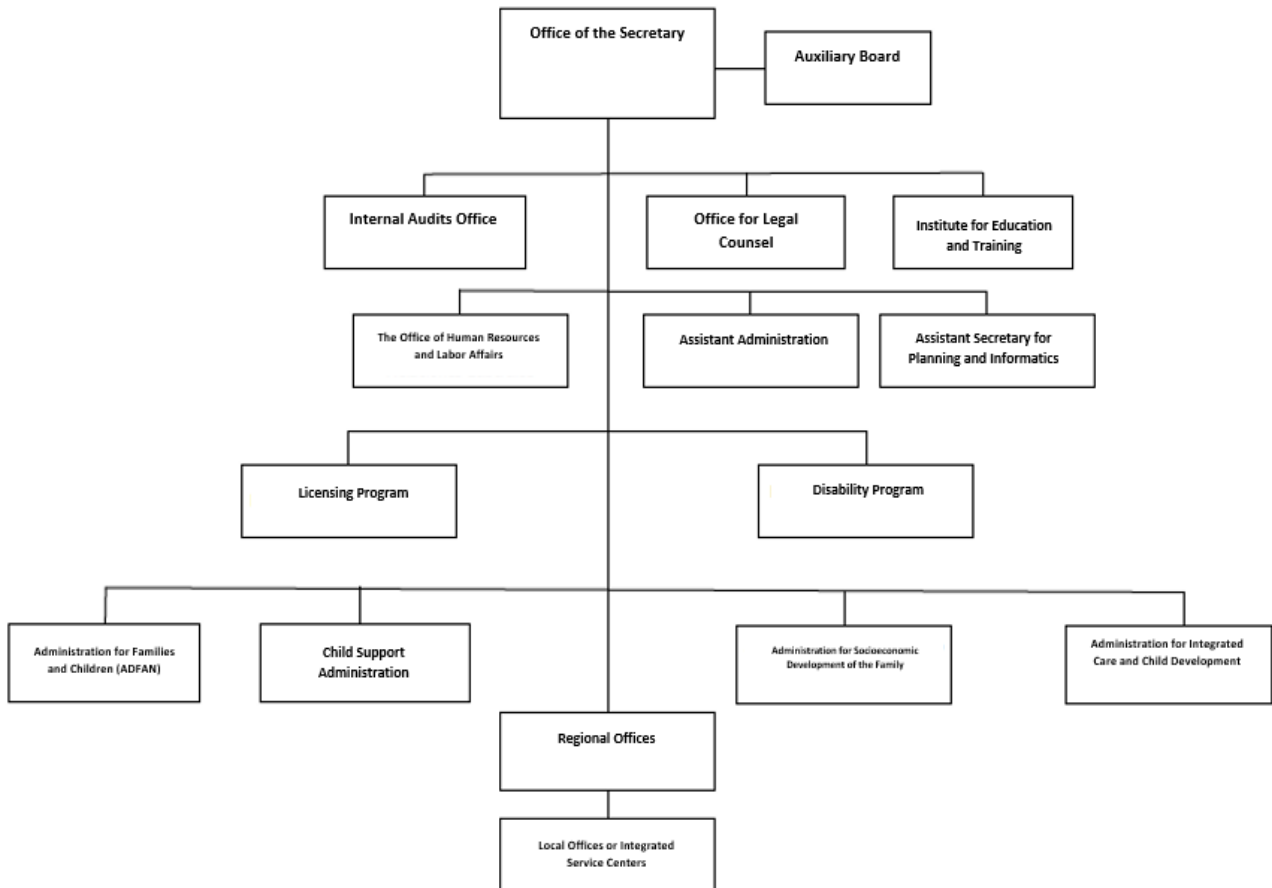 Office of the Secretary
Auxiliary Board
Internal Audits Office
Office for Legal
Counsel
Institute for Education
and Training
The Office of Human Resources
and Labor Affairs
Assistant Administration
Assistant Secretary for
Planning and Informatics
Licensing Program
Disability Program
Administration for Families
and Children (ADFAN)
Child Support
Administration
Administration for Socioeconomic
Development of the Family
Administration for Integrated
Care and Child Development
Regional Offices
Local Offices or Integrated
Service Centers